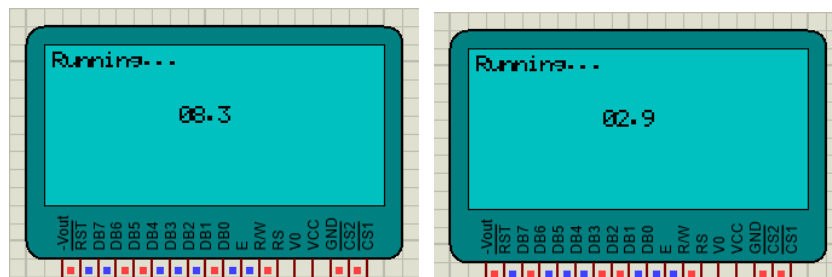 Running...
08.3
-Vout
RST
DB7
DB6
DB5
DB4
DB3
DB2
DB1
DB0
E
R/W
RS
V0
VCC
GND
CS2
CS1
Running...
02.9
-Vout
RST
DB7
DB6
DB5
DB4
DB3
DB2
DB1
DB0
E
R/W
RS
V0
VCC
GND
CS2
CS1